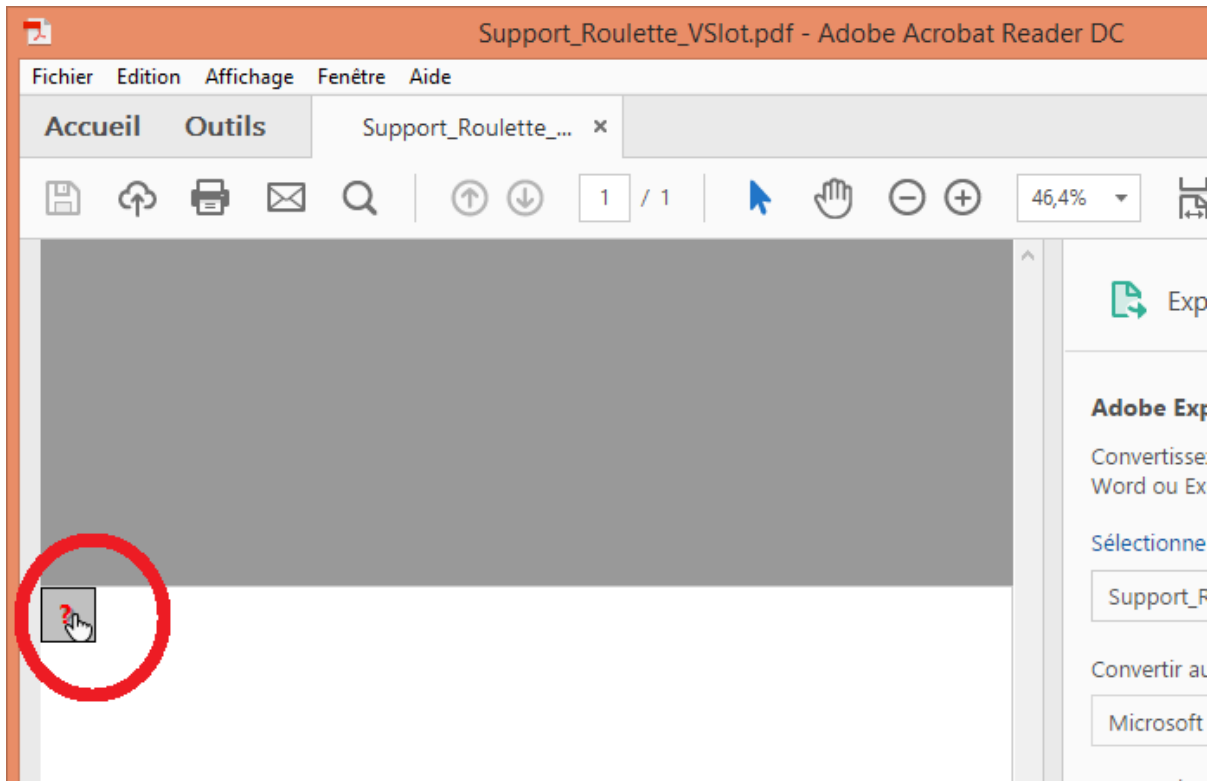 Support_Roulette_VSlot.pdf - Adobe Acrobat Reader DC
Fichier Edition Affichage Fenêtre Aide
Accueil Outils Support_Roulette_... ×
1 / 1 46,4%
Exp
Adobe Exp
Convertisse
Word ou Ex
Sélectionne
Support_R
Convertir au
Microsoft
?